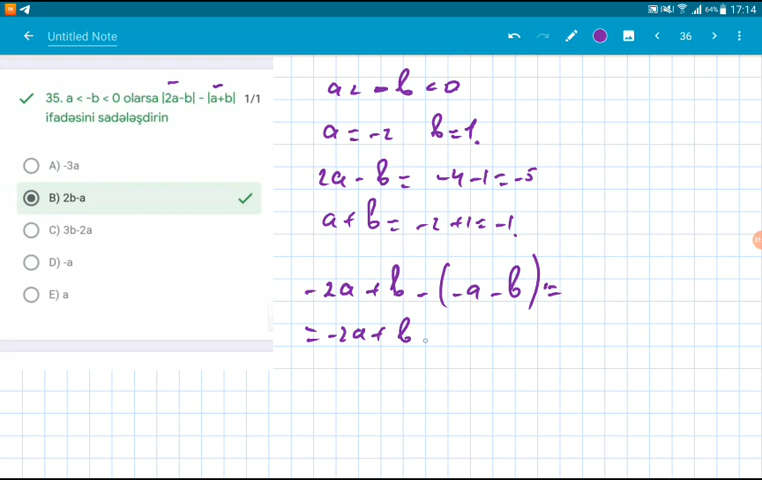 64% 17:14
Untitled Note
36
35. a < -b < 0 olarsa |2a-b| - |a+b| 1/1
ifadəsini sadələşdirin
A) -3a
B) 2b-a
C) 3b-2a
D) -a
E) a
a < - b < 0
a = -2 b = 1.
2a - b = -4 -1 = -5
a + b = -2 +1 = -1.
-2a + b - (-a - b) =
= -2a + b